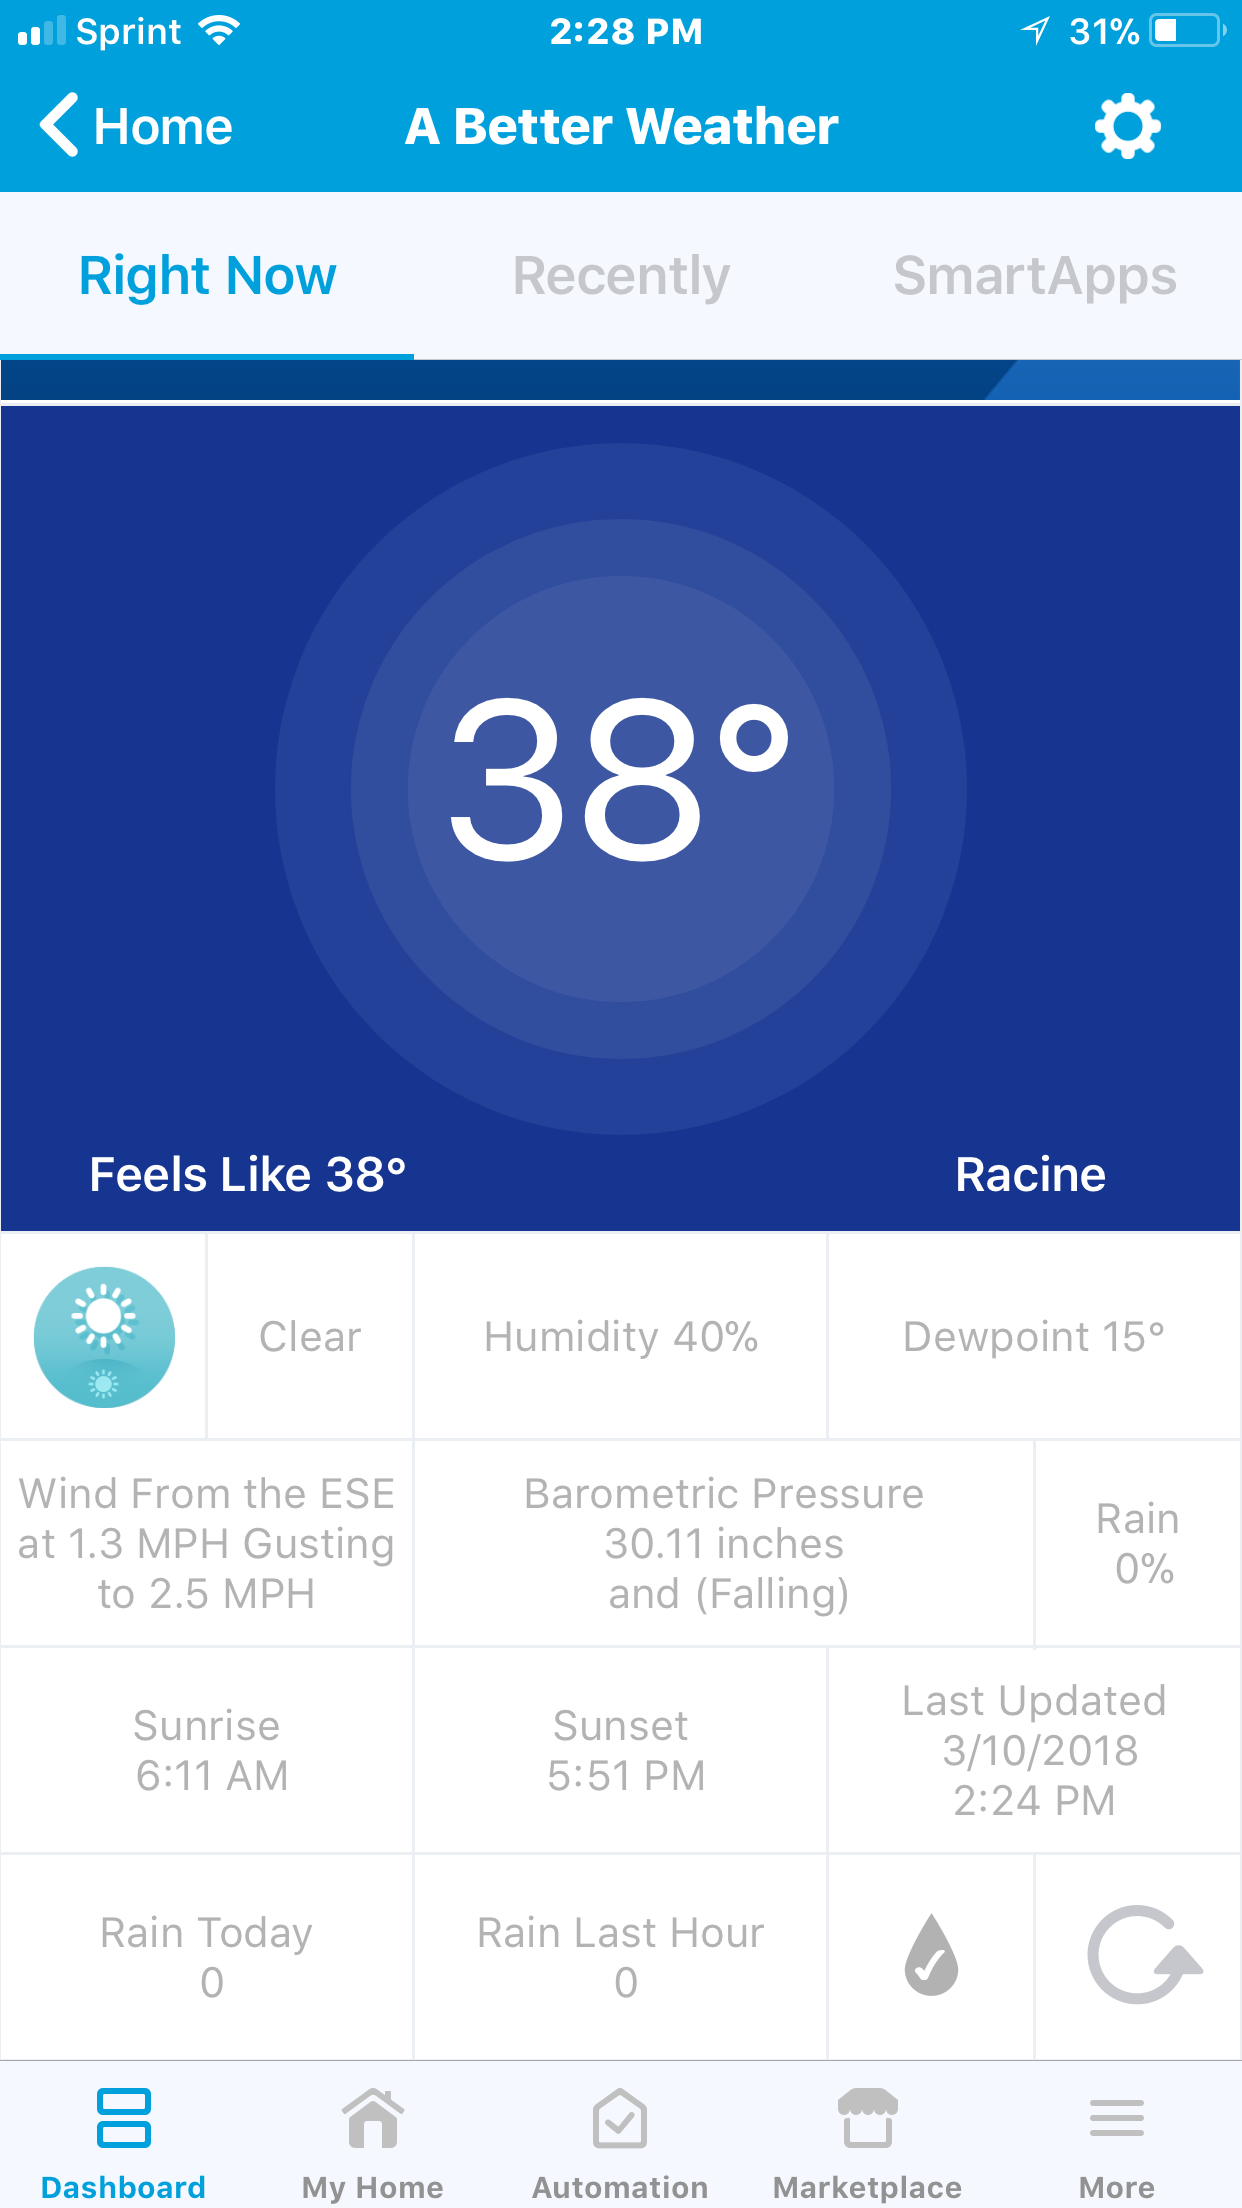 Sprint 2:28 PM 31%
Home A Better Weather
Right Now Recently SmartApps
38°
Feels Like 38° Racine
Clear Humidity 40% Dewpoint 15°
Wind From the ESE
at 1.3 MPH Gusting
to 2.5 MPH
Barometric Pressure
30.11 inches
and (Falling)
Rain
0%
Sunrise
6:11 AM
Sunset
5:51 PM
Last Updated
3/10/2018
2:24 PM
Rain Today
0
Rain Last Hour
0
Dashboard My Home Automation Marketplace More